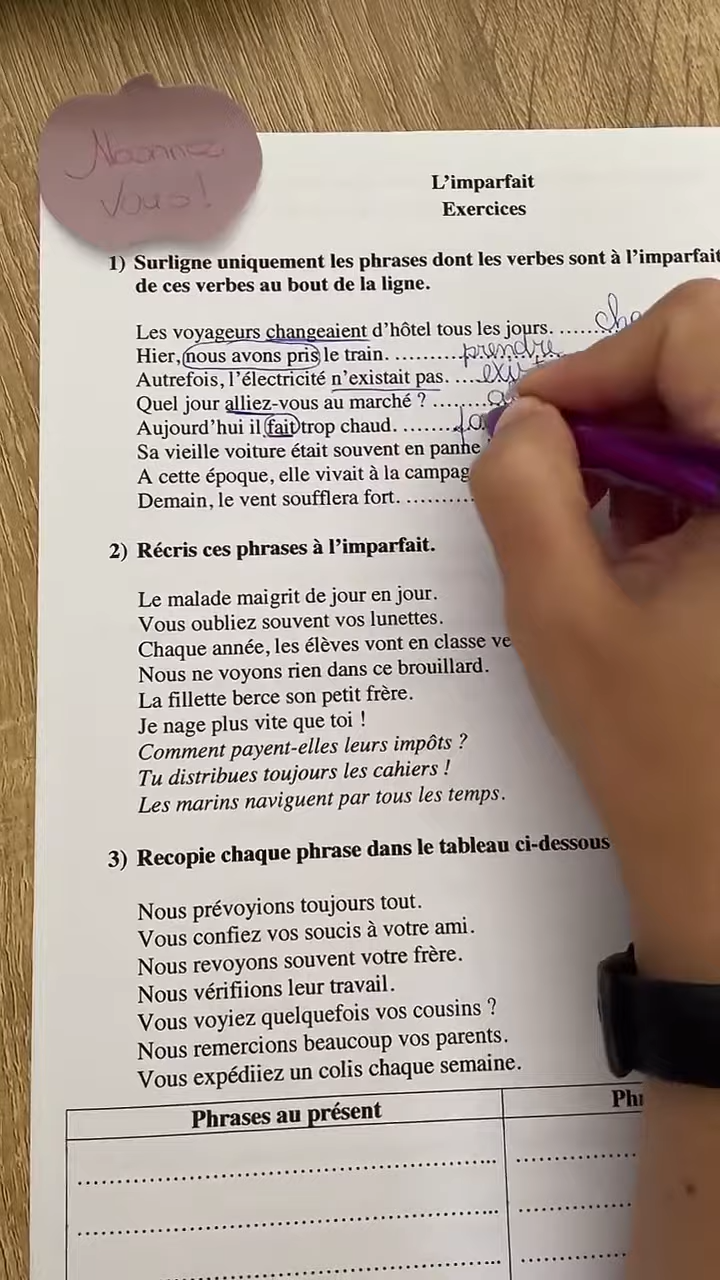 Abonnez
Vous!
L'imparfait
Exercices
1) Surligne uniquement les phrases dont les verbes sont à l'imparfait
de ces verbes au bout de la ligne.
Les voyageurs changeaient d'hôtel tous les jours. ...... cha
Hier, nous avons pris le train. .......... prendre
Autrefois, l'électricité n'existait pas. ....
Quel jour alliez-vous au marché ? ........
Aujourd'hui il fait trop chaud. ........
Sa vieille voiture était souvent en panne
A cette époque, elle vivait à la campag
Demain, le vent soufflera fort. ..........
2) Récris ces phrases à l'imparfait.
Le malade maigrit de jour en jour.
Vous oubliez souvent vos lunettes.
Chaque année, les élèves vont en classe ve
Nous ne voyons rien dans ce brouillard.
La fillette berce son petit frère.
Je nage plus vite que toi !
Comment payent-elles leurs impôts ?
Tu distribues toujours les cahiers !
Les marins naviguent par tous les temps.
3) Recopie chaque phrase dans le tableau ci-dessous
Nous prévoyions toujours tout.
Vous confiez vos soucis à votre ami.
Nous revoyons souvent votre frère.
Nous vérifiions leur travail.
Vous voyiez quelquefois vos cousins ?
Nous remercions beaucoup vos parents.
Vous expédiiez un colis chaque semaine.
Phrases au présent Phr